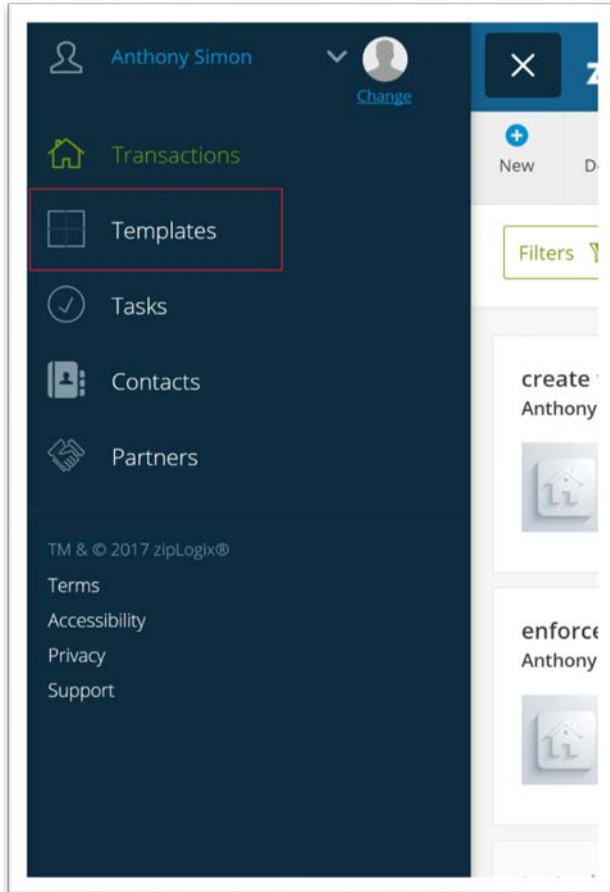 Anthony Simon
Change
Transactions
Templates
Tasks
Contacts
Partners
TM & © 2017 zipLogix®
Terms
Accessibility
Privacy
Support
New
Filters
create
Anthony
enforce
Anthony